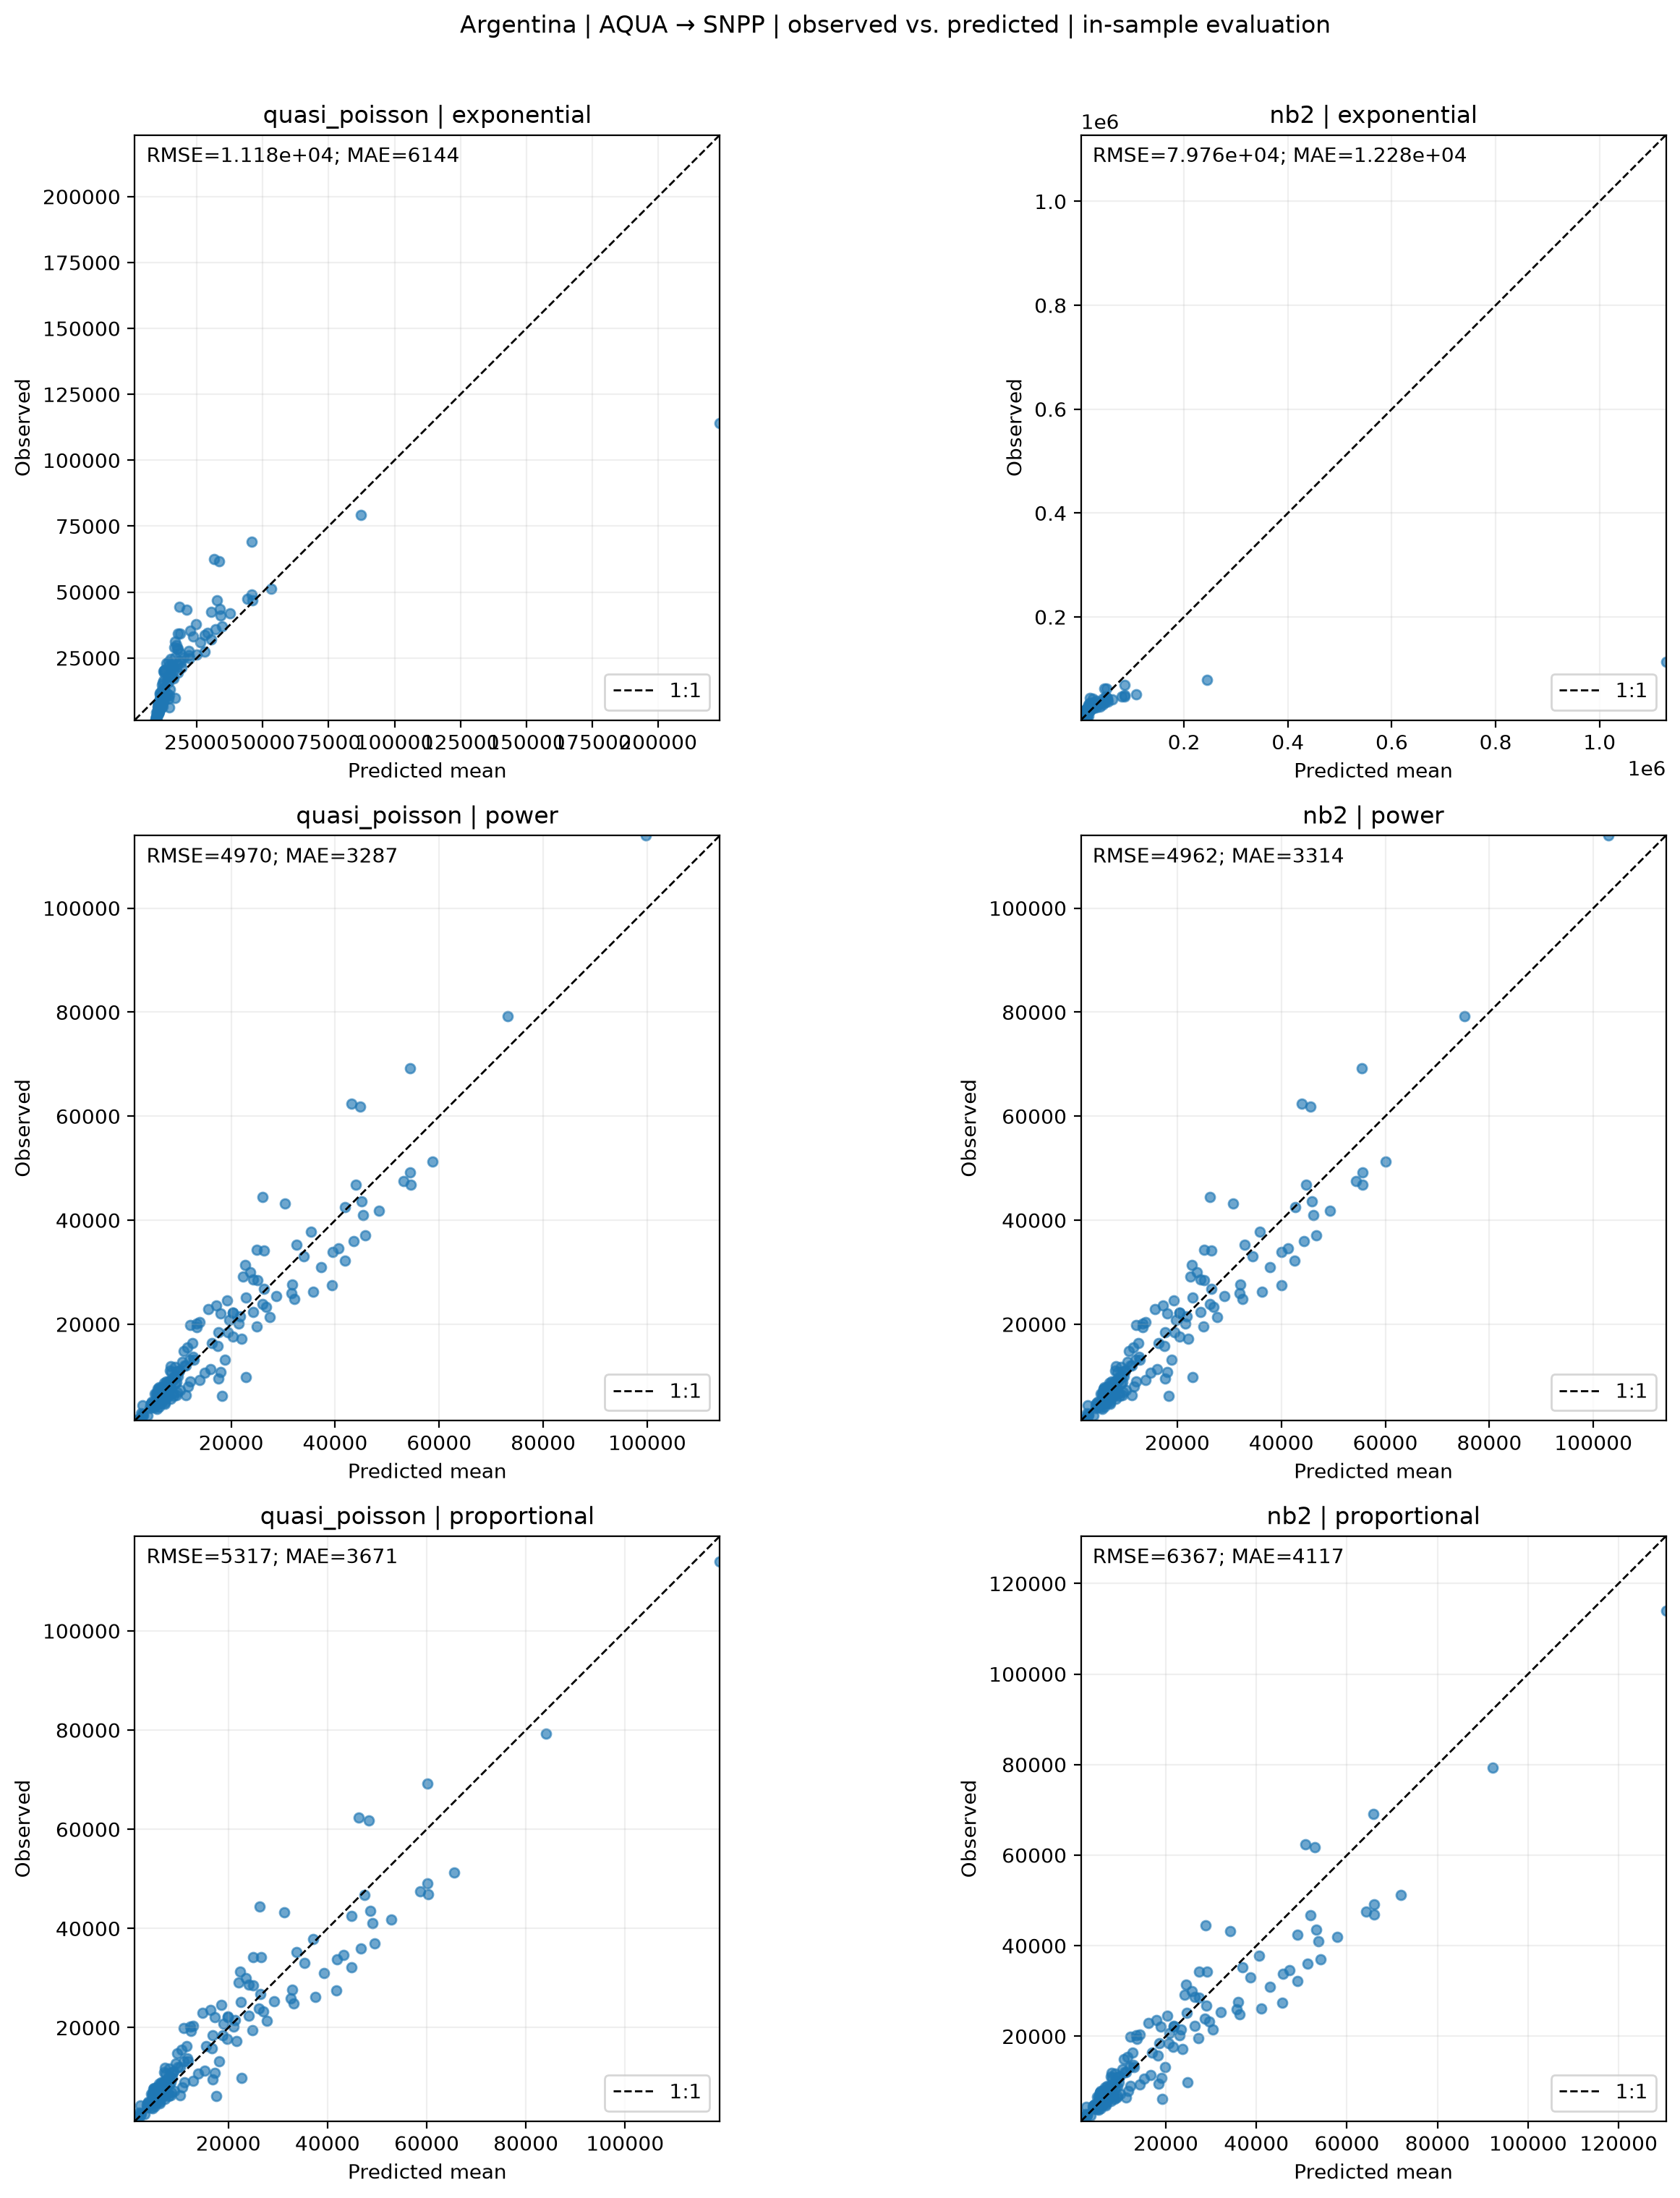 Argentina | AQUA → SNPP | observed vs. predicted | in-sample evaluation
quasi_poisson | exponential
RMSE=1.118e+04; MAE=6144
200000
175000
150000
125000
100000
75000
50000
25000
Observed
1:1
25000 50000 75000 100000 125000 150000 175000 200000
Predicted mean
nb2 | exponential
1e6
RMSE=7.976e+04; MAE=1.228e+04
1.0
0.8
0.6
0.4
0.2
Observed
1:1
0.2 0.4 0.6 0.8 1.0
1e6
Predicted mean
quasi_poisson | power
RMSE=4970; MAE=3287
100000
80000
60000
40000
20000
Observed
1:1
20000 40000 60000 80000 100000
Predicted mean
nb2 | power
RMSE=4962; MAE=3314
100000
80000
60000
40000
20000
Observed
1:1
20000 40000 60000 80000 100000
Predicted mean
quasi_poisson | proportional
RMSE=5317; MAE=3671
100000
80000
60000
40000
20000
Observed
1:1
20000 40000 60000 80000 100000
Predicted mean
nb2 | proportional
RMSE=6367; MAE=4117
120000
100000
80000
60000
40000
20000
Observed
1:1
20000 40000 60000 80000 100000 120000
Predicted mean